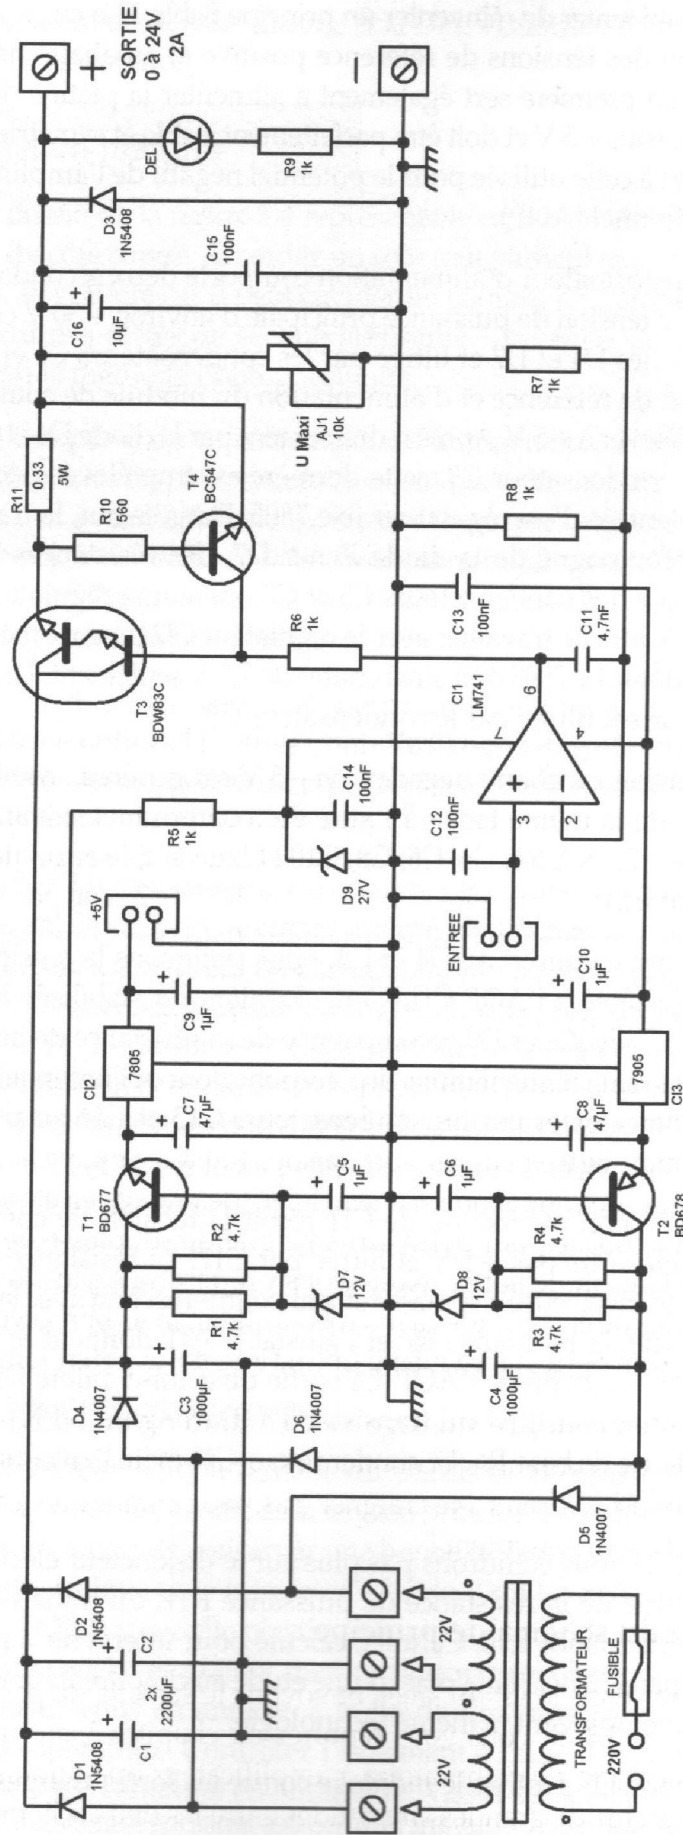 SORTIE
0 à 24V
2A
+
−
DEL
R9
1k
D3
1N5408
C15
100nF
C16
10µF
+
R11
0.33
5W
R10
560
T4
BC547C
U Maxi
AJ1
10k
R7
1k
R8
1k
T3
BDW83C
R6
1k
C13
100nF
C11
4,7nF
CI1
LM741
6
7
4
3
2
+
−
R5
1k
C14
100nF
D9
27V
C12
100nF
ENTREE
+5V
C9
1µF
+
C10
1µF
+
CI2
7805
7905
CI3
C7
47µF
+
C8
47µF
+
T1
BD677
C5
1µF
+
C6
1µF
+
T2
BD678
R2
4,7k
R1
4,7k
D7
12V
D8
12V
R4
4,7k
R3
4,7k
D4
1N4007
C3
1000µF
+
C4
1000µF
+
D6
1N4007
D5
1N4007
D2
1N5408
C2
+
2x
2200µF
C1
+
D1
1N5408
22V
22V
TRANSFORMATEUR
FUSIBLE
220V